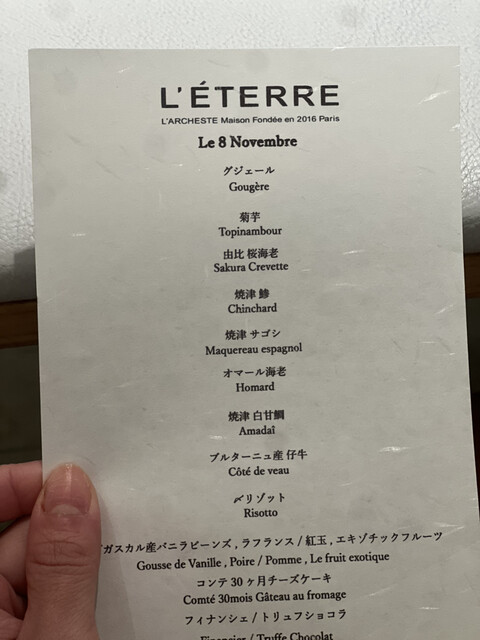 L'ÉTERRE
L'ARCHESTE Maison Fondée en 2016 Paris
Le 8 Novembre
グジェール
Gougère
菊芋
Topinambour
由比 桜海老
Sakura Crevette
焼津 鯵
Chinchard
焼津 サゴシ
Maquereau espagnol
オマール海老
Homard
焼津 白甘鯛
Amadaï
ブルターニュ産 仔牛
Côté de veau
〆リゾット
Risotto
ガスカル産バニラビーンズ , ラフランス / 紅玉 , エキゾチックフルーツ
Gousse de Vanille , Poire / Pomme , Le fruit exotique
コンテ 30 ヶ月チーズケーキ
Comté 30mois Gâteau au fromage
フィナンシェ / トリュフショコラ
Financier / Truffe Chocolat